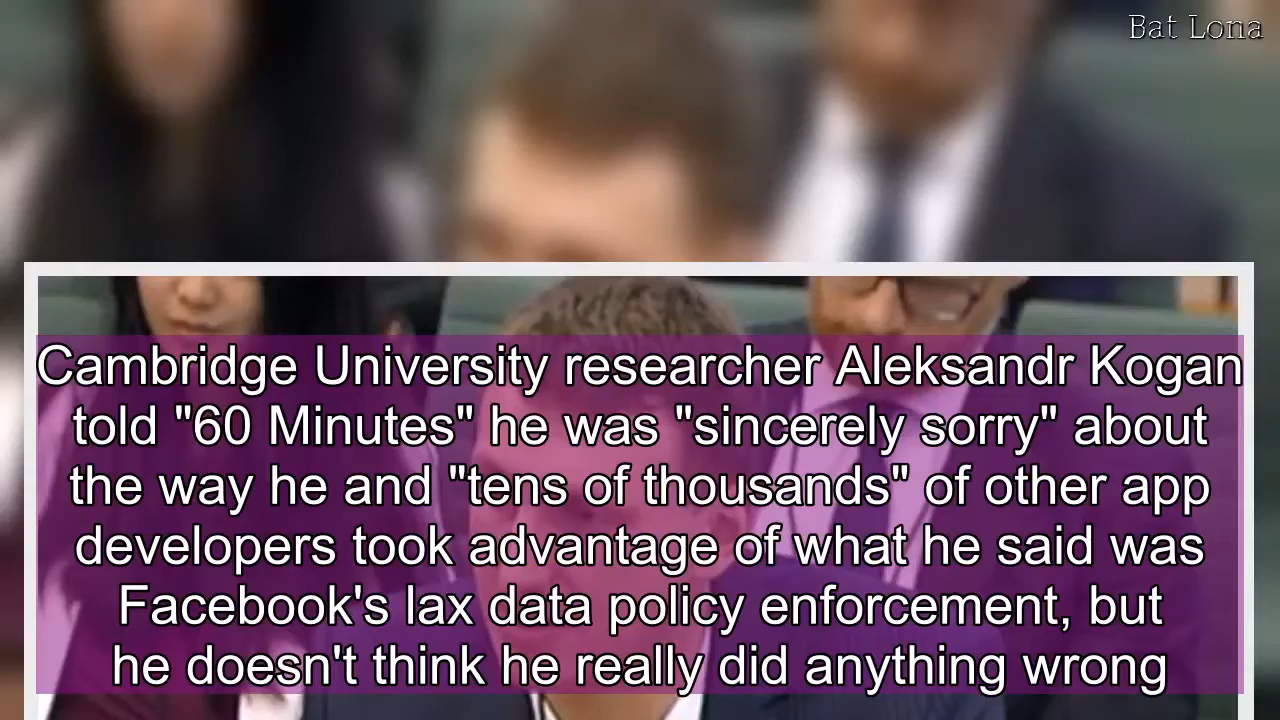 Bat Lona
Cambridge University researcher Aleksandr Kogan
told "60 Minutes" he was "sincerely sorry" about
the way he and "tens of thousands" of other app
developers took advantage of what he said was
Facebook's lax data policy enforcement, but
he doesn't think he really did anything wrong